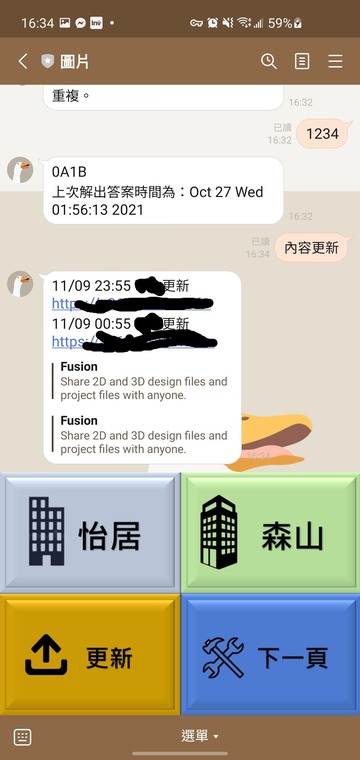 16:34
59%
圖片
重複。
16:32
已讀
16:32
1234
0A1B
上次解出答案時間為：Oct 27 Wed
01:56:13 2021
16:32
已讀
16:34
內容更新
11/09 23:55 更新
http
11/09 00:55 更新
https
Fusion
Share 2D and 3D design files and
project files with anyone.
Fusion
Share 2D and 3D design files and
project files with anyone.
16:34
怡居
森山
更新
下一頁
選單